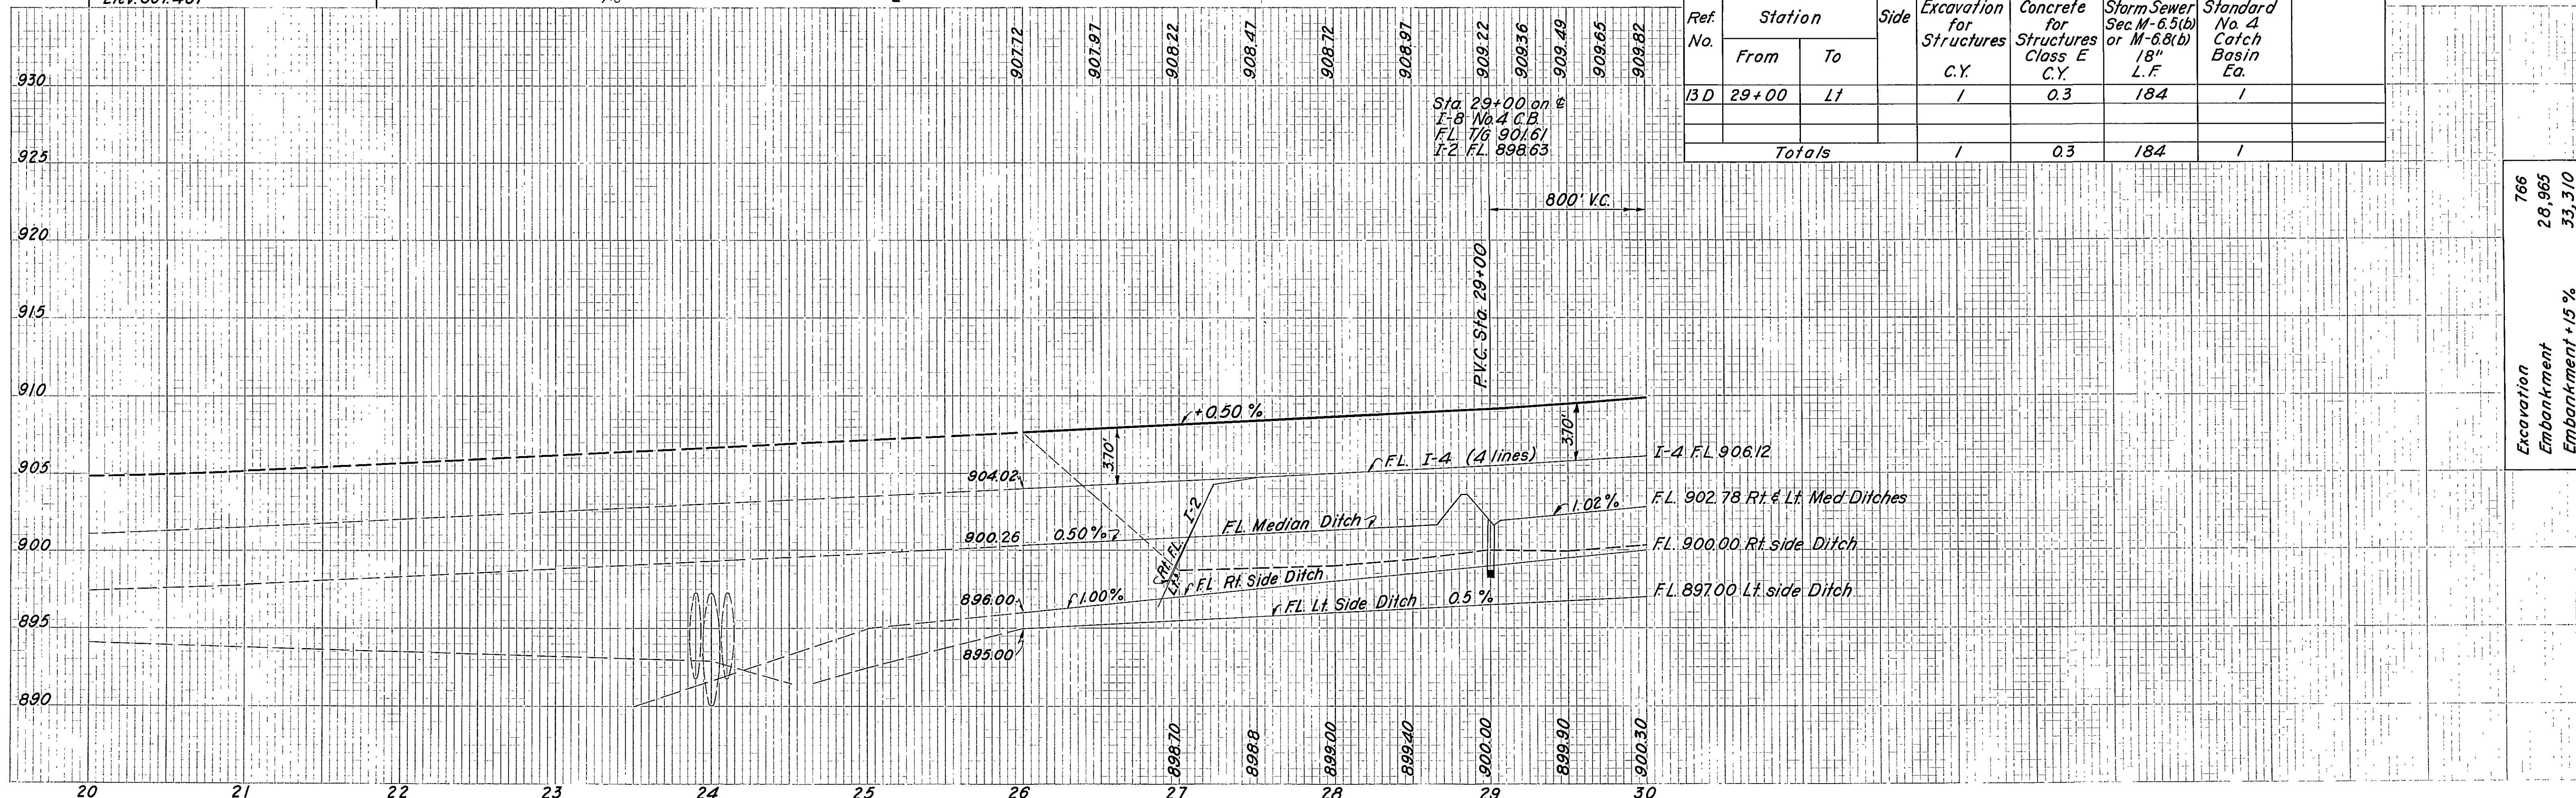 907.72
907.97
908.22
908.47
908.72
908.97
909.22
909.36
909.49
909.65
909.82
Ref. No.
Station
From
To
Side
Excavation for Structures C.Y.
Concrete for Structures Class E C.Y.
Storm Sewer Sec. M-6.5(b) or M-6.8(b) 18" L.F.
Standard No. 4 Catch Basin Ea.
13 D 29+00 Lt 1 0.3 184 1
Totals 1 0.3 184 1
Sta. 29+00 on ℄
I-8 No.4 C.B.
F.L. T/G 901.61
I-2 F.L. 898.63
800' V.C.
P.V.C. Sta. 29+00
Excavation 766
Embankment 28,965
Embankment +15% 33,310
930
925
920
915
910
905
900
895
890
+0.50 %
3.70'
3.70'
F.L. I-4 (4 lines)
I-4 F.L. 906.12
904.02
I-2
F.L. 902.78 Rt. & Lt. Med. Ditches
1.02%
900.26
0.50%
F.L. Median Ditch
F.L. 900.00 Rt. side Ditch
F.L. Rt. Side Ditch
F.L. 897.00 Lt. side Ditch
896.00
1.00%
F.L. Lt. Side Ditch
0.5 %
895.00
898.70
898.8
899.00
899.40
900.00
899.90
900.30
20 21 22 23 24 25 26 27 28 29 30